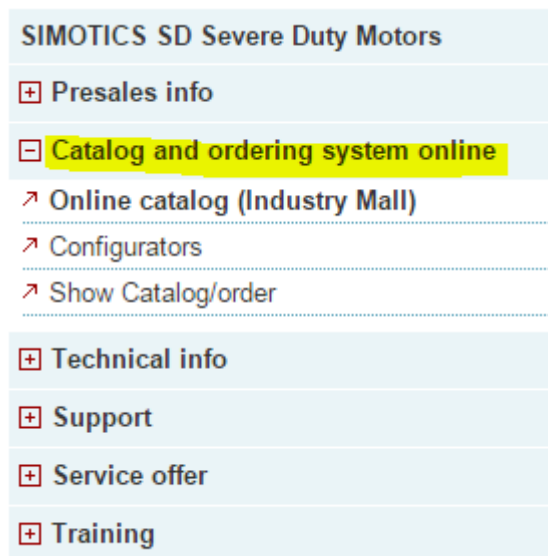 SIMOTICS SD Severe Duty Motors
Presales info
Catalog and ordering system online
Online catalog (Industry Mall)
Configurators
Show Catalog/order
Technical info
Support
Service offer
Training